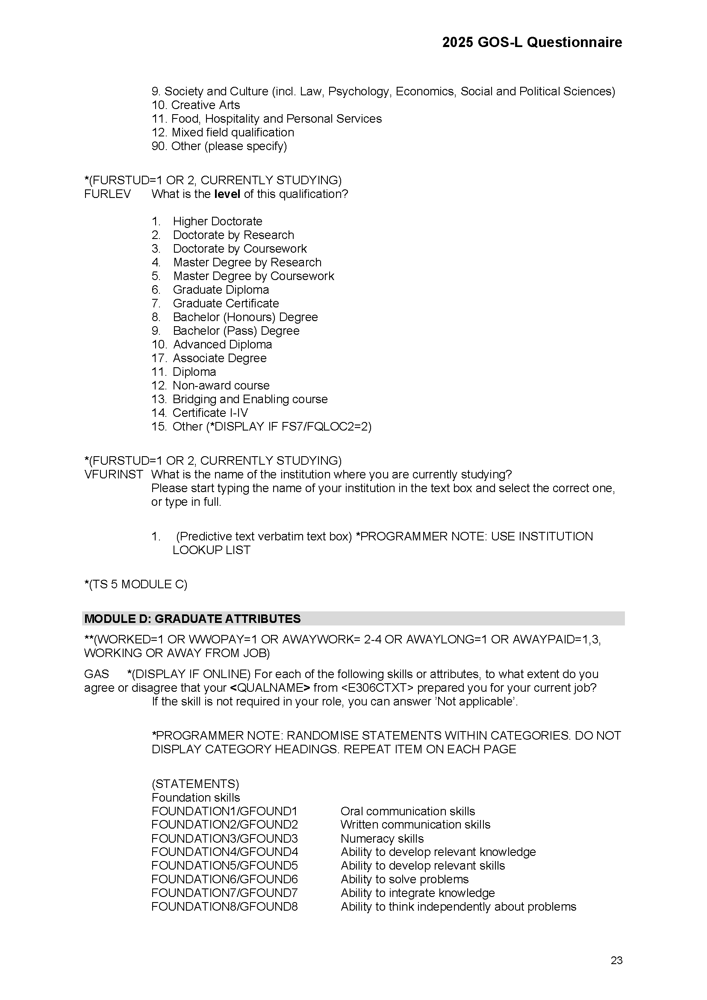 2025 GOS-L Questionnaire
9. Society and Culture (incl. Law, Psychology, Economics, Social and Political Sciences)
10. Creative Arts
11. Food, Hospitality and Personal Services
12. Mixed field qualification
90. Other (please specify)
*(FURSTUD=1 OR 2, CURRENTLY STUDYING)
FURLEV What is the level of this qualification?
1. Higher Doctorate
2. Doctorate by Research
3. Doctorate by Coursework
4. Master Degree by Research
5. Master Degree by Coursework
6. Graduate Diploma
7. Graduate Certificate
8. Bachelor (Honours) Degree
9. Bachelor (Pass) Degree
10. Advanced Diploma
17. Associate Degree
11. Diploma
12. Non-award course
13. Bridging and Enabling course
14. Certificate I-IV
15. Other (*DISPLAY IF FS7/FQLOC2=2)
*(FURSTUD=1 OR 2, CURRENTLY STUDYING)
VFURINST What is the name of the institution where you are currently studying?
Please start typing the name of your institution in the text box and select the correct one,
or type in full.
1. (Predictive text verbatim text box) *PROGRAMMER NOTE: USE INSTITUTION
LOOKUP LIST
*(TS 5 MODULE C)
MODULE D: GRADUATE ATTRIBUTES
**(WORKED=1 OR WWOPAY=1 OR AWAYWORK= 2-4 OR AWAYLONG=1 OR AWAYPAID=1,3,
WORKING OR AWAY FROM JOB)
GAS *(DISPLAY IF ONLINE) For each of the following skills or attributes, to what extent do you
agree or disagree that your <QUALNAME> from <E306CTXT> prepared you for your current job?
If the skill is not required in your role, you can answer ’Not applicable’.
*PROGRAMMER NOTE: RANDOMISE STATEMENTS WITHIN CATEGORIES. DO NOT
DISPLAY CATEGORY HEADINGS. REPEAT ITEM ON EACH PAGE
(STATEMENTS)
Foundation skills
FOUNDATION1/GFOUND1 Oral communication skills
FOUNDATION2/GFOUND2 Written communication skills
FOUNDATION3/GFOUND3 Numeracy skills
FOUNDATION4/GFOUND4 Ability to develop relevant knowledge
FOUNDATION5/GFOUND5 Ability to develop relevant skills
FOUNDATION6/GFOUND6 Ability to solve problems
FOUNDATION7/GFOUND7 Ability to integrate knowledge
FOUNDATION8/GFOUND8 Ability to think independently about problems
23